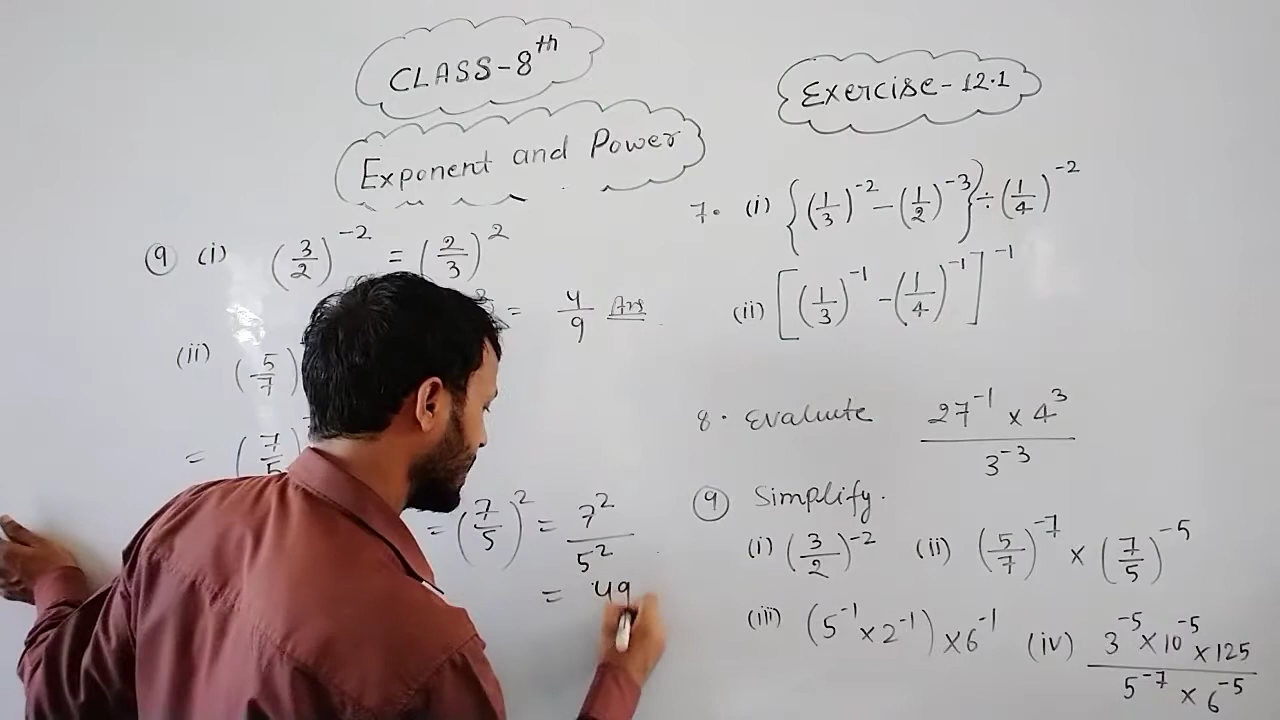 CLASS-8th
Exponent and Power
⑨ (i) (3/2)^-2 = (2/3)^2
= 4/9 Ans
(ii) (5/7)
= (7/5)
= (7/5)^2 = 7^2/5^2
= 49
Exercise-12.1
7. (i) {(1/3)^-2 - (1/2)^-3} ÷ (1/4)^-2
(ii) [(1/3)^-1 - (1/4)^-1]^-1
8. Evaluate (27^-1 × 4^3)/(3^-3)
⑨ Simplify.
(i) (3/2)^-2 (ii) (5/7)^-7 × (7/5)^-5
(iii) (5^-1 × 2^-1) × 6^-1 (iv) (3^-5 × 10^-5 × 125)/(5^-7 × 6^-5)